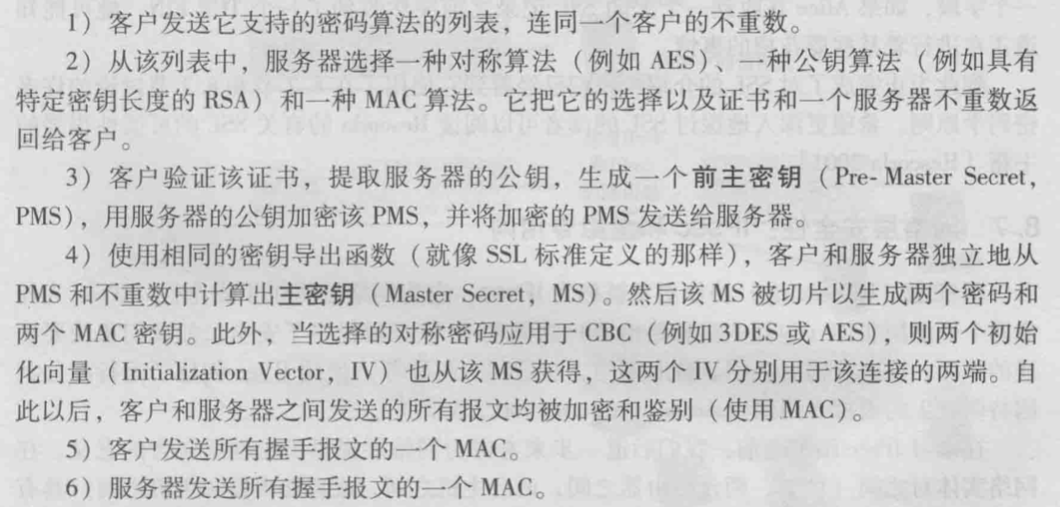 1）客户发送它支持的密码算法的列表，连同一个客户的不重数。
2）从该列表中，服务器选择一种对称算法（例如 AES）、一种公钥算法（例如具有
特定密钥长度的 RSA）和一种 MAC 算法。它把它的选择以及证书和一个服务器不重数返
回给客户。
3）客户验证该证书，提取服务器的公钥，生成一个前主密钥（Pre-Master Secret，
PMS），用服务器的公钥加密该 PMS，并将加密的 PMS 发送给服务器。
4）使用相同的密钥导出函数（就像 SSL 标准定义的那样），客户和服务器独立地从
PMS 和不重数中计算出主密钥（Master Secret，MS）。然后该 MS 被切片以生成两个密码和
两个 MAC 密钥。此外，当选择的对称密码应用于 CBC（例如 3DES 或 AES），则两个初始
化向量（Initialization Vector，IV）也从该 MS 获得，这两个 IV 分别用于该连接的两端。自
此以后，客户和服务器之间发送的所有报文均被加密和鉴别（使用 MAC）。
5）客户发送所有握手报文的一个 MAC。
6）服务器发送所有握手报文的一个 MAC。